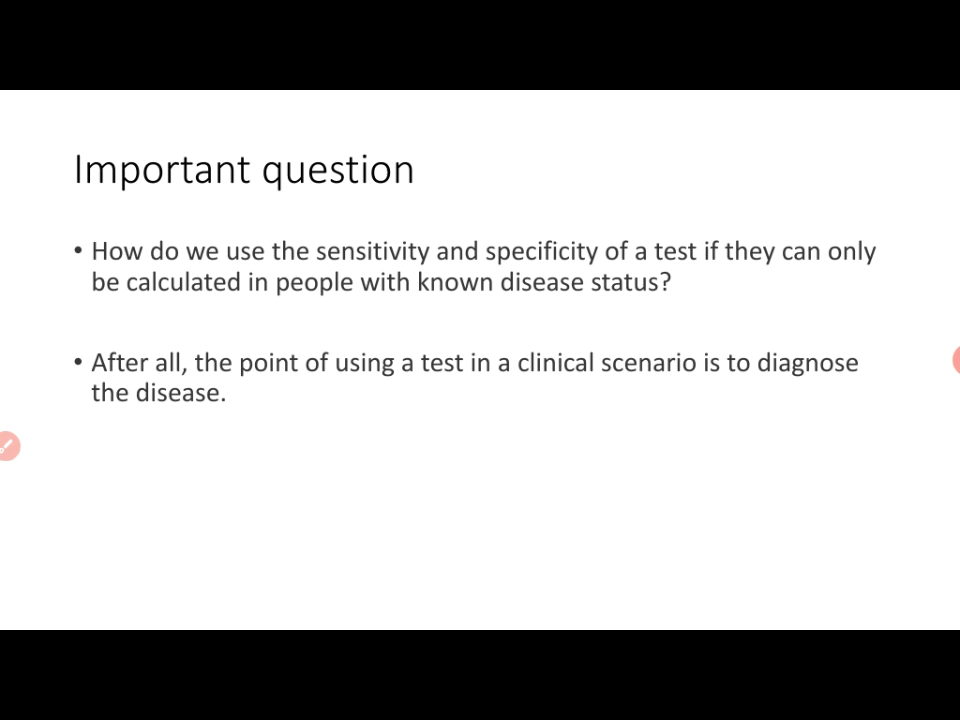 Important question
• How do we use the sensitivity and specificity of a test if they can only
be calculated in people with known disease status?
• After all, the point of using a test in a clinical scenario is to diagnose
the disease.